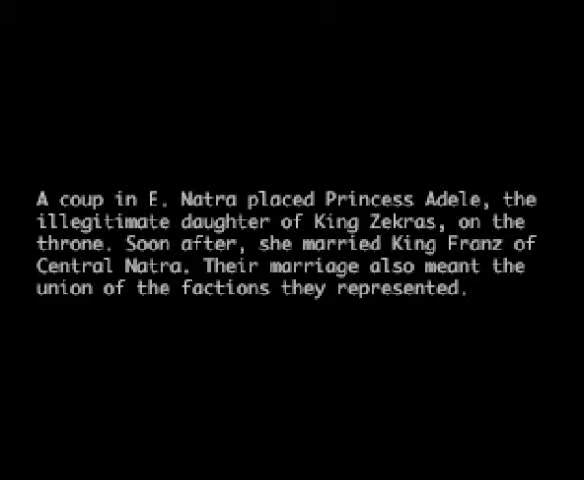 A coup in E. Natra placed Princess Adele, the
illegitimate daughter of King Zekras, on the
throne. Soon after, she married King Franz of
Central Natra. Their marriage also meant the
union of the factions they represented.